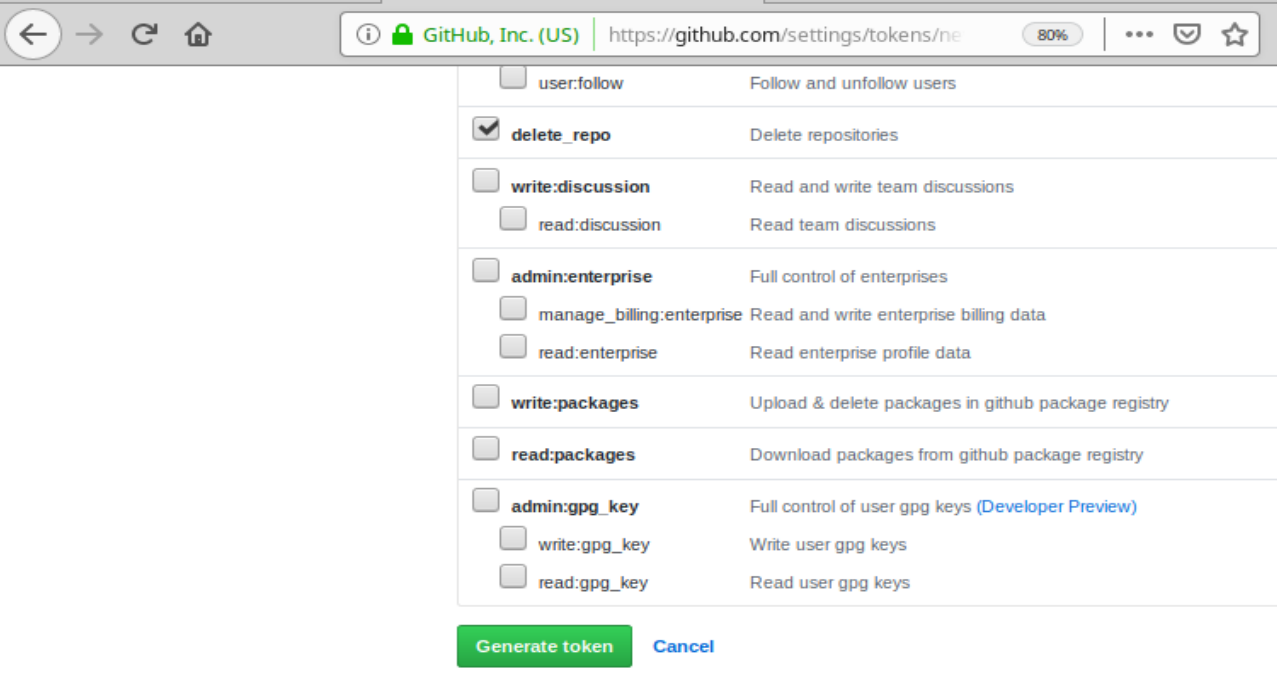 GitHub, Inc. (US) https://github.com/settings/tokens/ne 80%
user:follow Follow and unfollow users
delete_repo Delete repositories
write:discussion Read and write team discussions
read:discussion Read team discussions
admin:enterprise Full control of enterprises
manage_billing:enterprise Read and write enterprise billing data
read:enterprise Read enterprise profile data
write:packages Upload & delete packages in github package registry
read:packages Download packages from github package registry
admin:gpg_key Full control of user gpg keys (Developer Preview)
write:gpg_key Write user gpg keys
read:gpg_key Read user gpg keys
Generate token Cancel